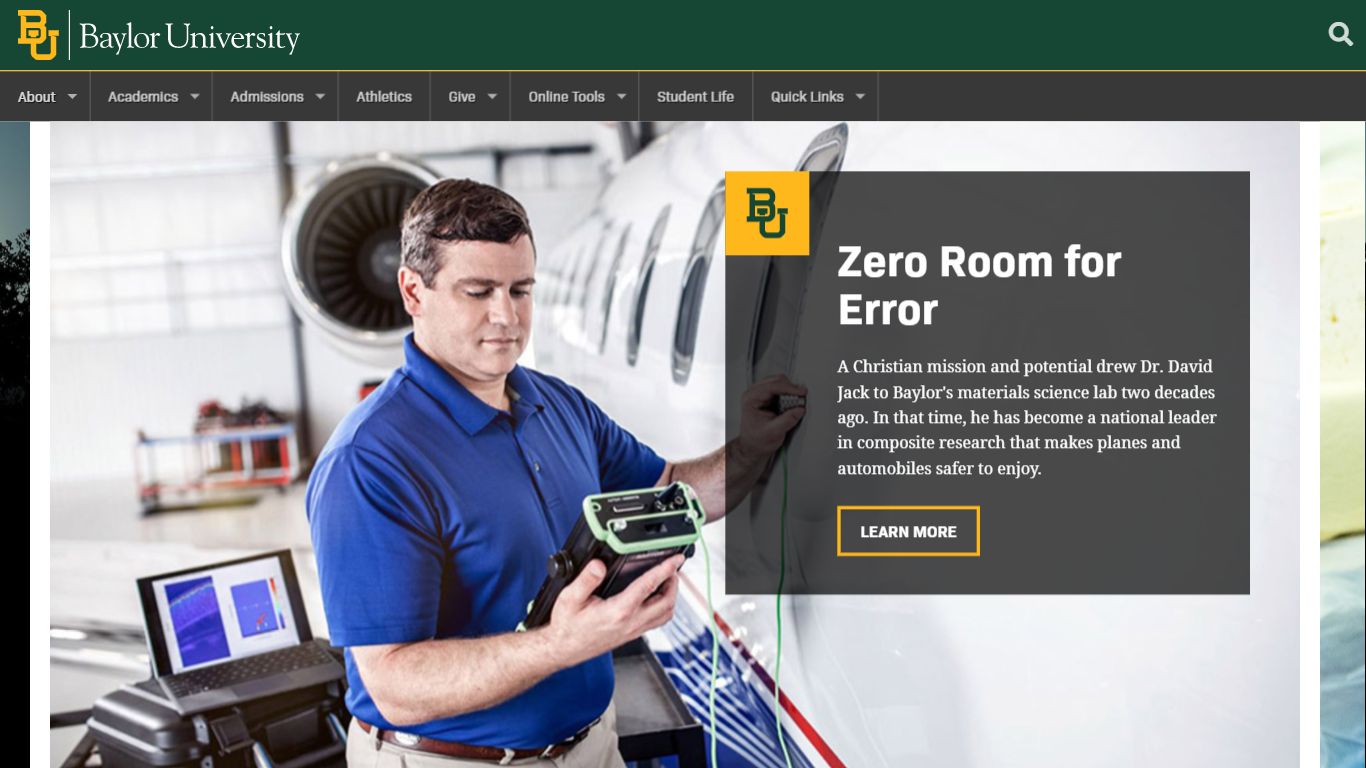 BU Baylor University
About Academics Admissions Athletics Give Online Tools Student Life Quick Links
BU
Zero Room for
Error
A Christian mission and potential drew Dr. David
Jack to Baylor's materials science lab two decades
ago. In that time, he has become a national leader
in composite research that makes planes and
automobiles safer to enjoy.
LEARN MORE